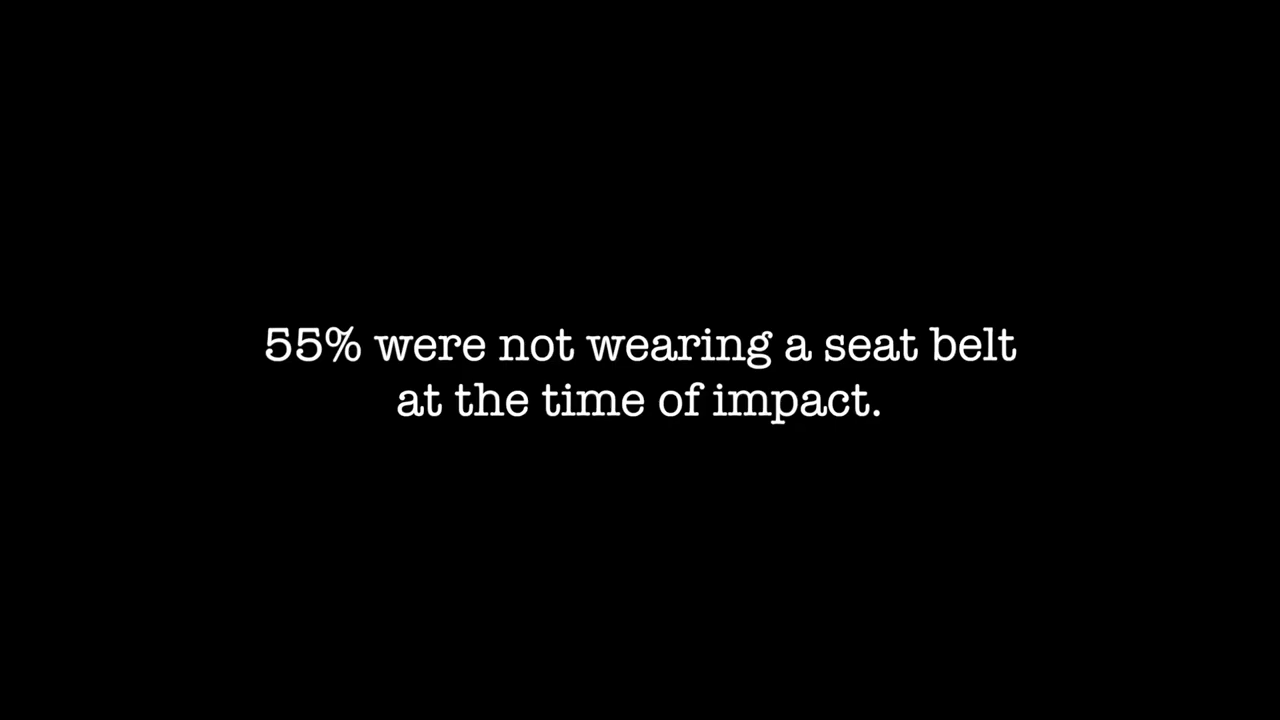 55% were not wearing a seat belt
at the time of impact.